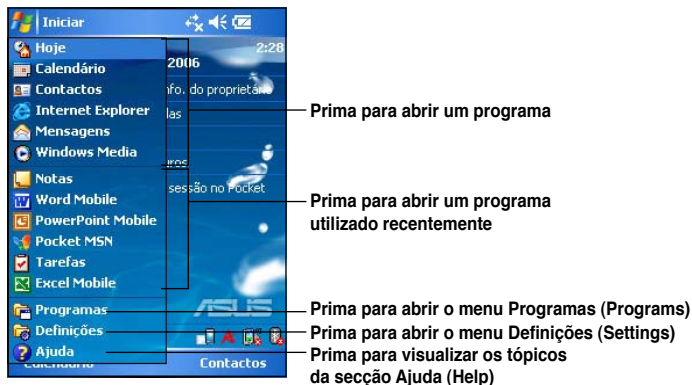 Iniciar
Hoje
2:28
Calendário
2006
Contactos
nfo. do proprietário
Internet Explorer
las
Mensagens
Windows Media
uros
Notas
sessão no Pocket
Word Mobile
PowerPoint Mobile
Pocket MSN
Tarefas
Excel Mobile
Programas
ASUS
Definições
Ajuda
Calendário
Contactos
Prima para abrir um programa
Prima para abrir um programa
utilizado recentemente
Prima para abrir o menu Programas (Programs)
Prima para abrir o menu Definições (Settings)
Prima para visualizar os tópicos
da secção Ajuda (Help)